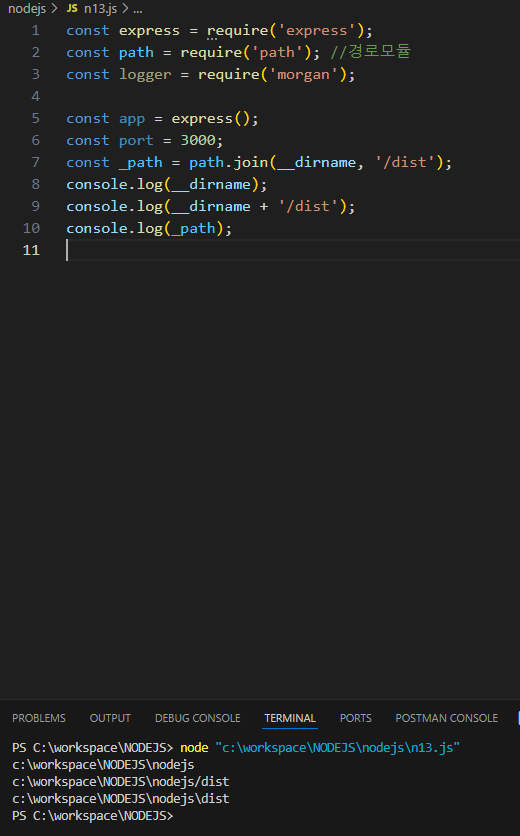 nodejs > JS n13.js > ...
1 const express = require('express');
2 const path = require('path'); //경로모듈
3 const logger = require('morgan');
4
5 const app = express();
6 const port = 3000;
7 const _path = path.join(__dirname, '/dist');
8 console.log(__dirname);
9 console.log(__dirname + '/dist');
10 console.log(_path);
11
PROBLEMS OUTPUT DEBUG CONSOLE TERMINAL PORTS POSTMAN CONSOLE
PS C:\workspace\NODEJS> node "c:\workspace\NODEJS\nodejs\n13.js"
c:\workspace\NODEJS\nodejs
c:\workspace\NODEJS\nodejs/dist
c:\workspace\NODEJS\nodejs\dist
PS C:\workspace\NODEJS>